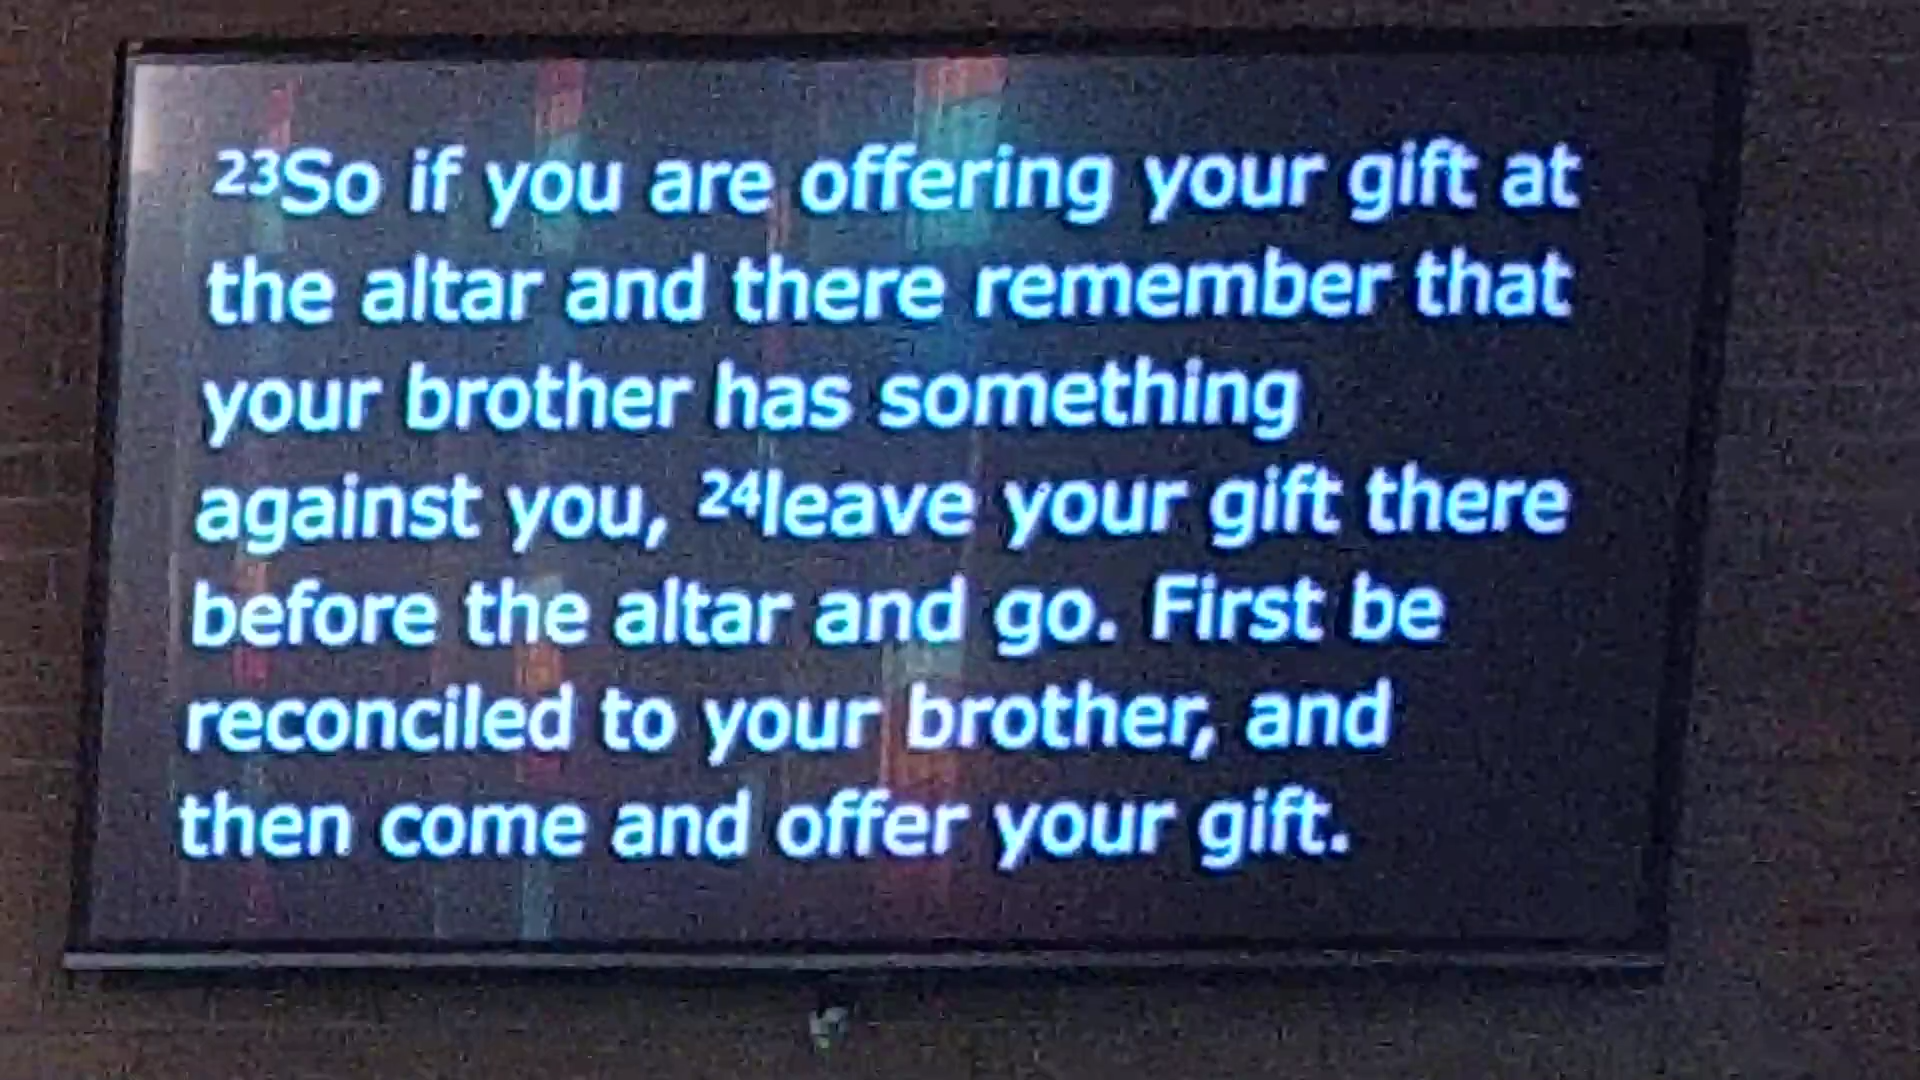 23So if you are offering your gift at
the altar and there remember that
your brother has something
against you, 24leave your gift there
before the altar and go. First be
reconciled to your brother, and
then come and offer your gift.